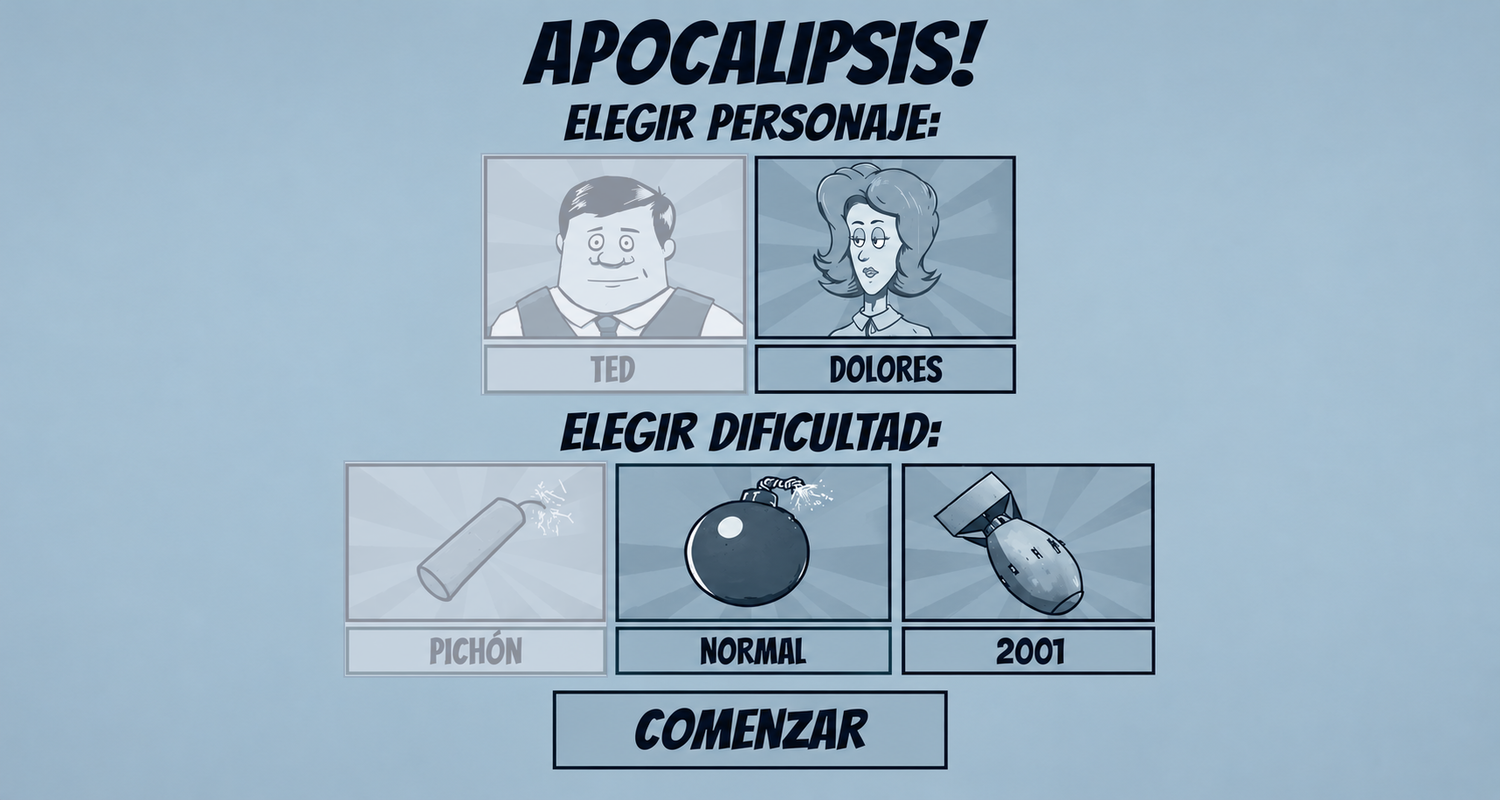 APOCALIPSIS!
ELEGIR PERSONAJE:
TED
DOLORES
ELEGIR DIFICULTAD:
PICHÓN
NORMAL
2001
COMENZAR